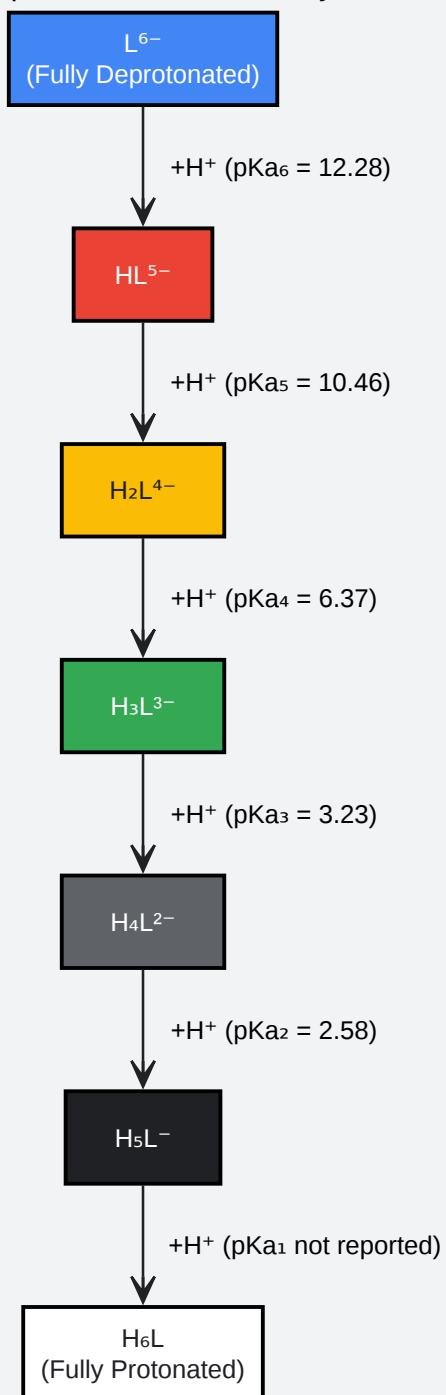 L⁶⁻
(Fully Deprotonated)
+H⁺ (pKa₆ = 12.28)
HL⁵⁻
+H⁺ (pKa₅ = 10.46)
H₂L⁴⁻
+H⁺ (pKa₄ = 6.37)
H₃L³⁻
+H⁺ (pKa₃ = 3.23)
H₄L²⁻
+H⁺ (pKa₂ = 2.58)
H₅L⁻
+H⁺ (pKa₁ not reported)
H₆L
(Fully Protonated)